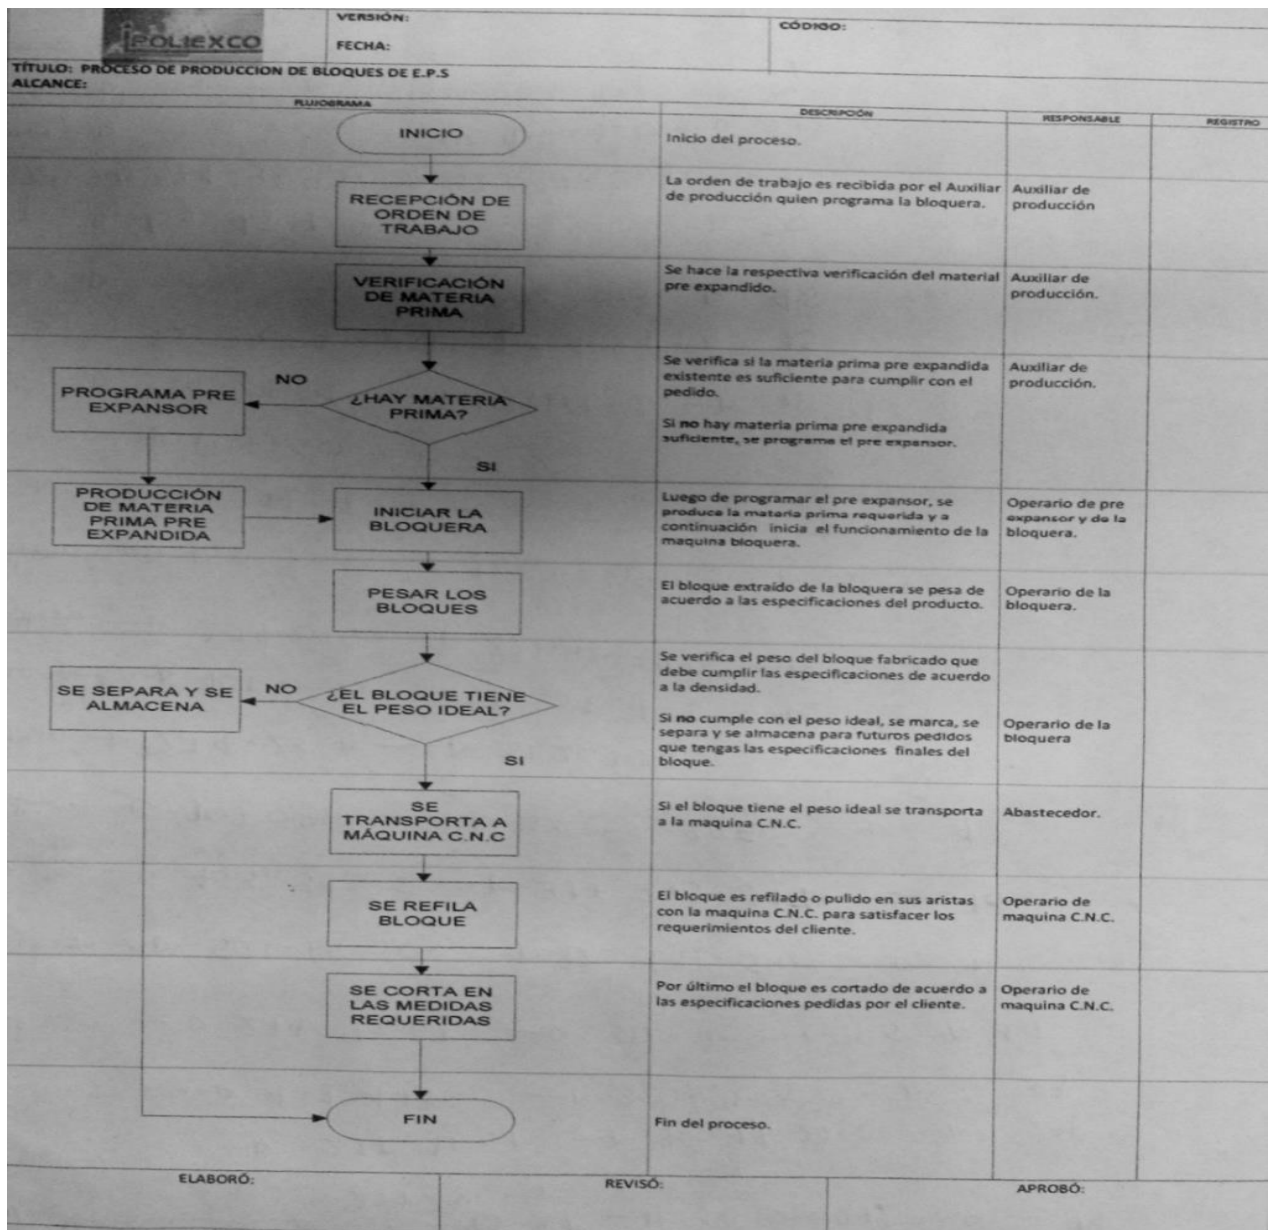 iPOLIEXCO
VERSIÓN:
FECHA:
CÓDIGO:
TÍTULO: PROCESO DE PRODUCCION DE BLOQUES DE E.P.S
ALCANCE:
FLUJOGRAMA
DESCRIPCIÓN
RESPONSABLE
REGISTRO
INICIO
Inicio del proceso.
RECEPCIÓN DE
ORDEN DE
TRABAJO
La orden de trabajo es recibida por el Auxiliar
de producción quien programa la bloquera.
Auxiliar de
producción
VERIFICACIÓN
DE MATERIA
PRIMA
Se hace la respectiva verificación del material
pre expandido.
Auxiliar de
producción.
¿HAY MATERIA
PRIMA?
NO
PROGRAMA PRE
EXPANSOR
SI
Se verifica si la materia prima pre expandida
existente es suficiente para cumplir con el
pedido.
Si no hay materia prima pre expandida
suficiente, se programa el pre expansor.
Auxiliar de
producción.
PRODUCCIÓN
DE MATERIA
PRIMA PRE
EXPANDIDA
INICIAR LA
BLOQUERA
Luego de programar el pre expansor, se
produce la materia prima requerida y a
continuación inicia el funcionamiento de la
maquina bloquera.
Operario de pre
expansor y de la
bloquera.
PESAR LOS
BLOQUES
El bloque extraído de la bloquera se pesa de
acuerdo a las especificaciones del producto.
Operario de la
bloquera.
¿EL BLOQUE TIENE
EL PESO IDEAL?
NO
SE SEPARA Y SE
ALMACENA
SI
Se verifica el peso del bloque fabricado que
debe cumplir las especificaciones de acuerdo
a la densidad.
Si no cumple con el peso ideal, se marca, se
separa y se almacena para futuros pedidos
que tengas las especificaciones finales del
bloque.
Operario de la
bloquera
SE
TRANSPORTA A
MÁQUINA C.N.C
Si el bloque tiene el peso ideal se transporta
a la maquina C.N.C.
Abastecedor.
SE REFILA
BLOQUE
El bloque es refilado o pulido en sus aristas
con la maquina C.N.C. para satisfacer los
requerimientos del cliente.
Operario de
maquina C.N.C.
SE CORTA EN
LAS MEDIDAS
REQUERIDAS
Por último el bloque es cortado de acuerdo a
las especificaciones pedidas por el cliente.
Operario de
maquina C.N.C.
FIN
Fin del proceso.
ELABORÓ:
REVISÓ:
APROBÓ: